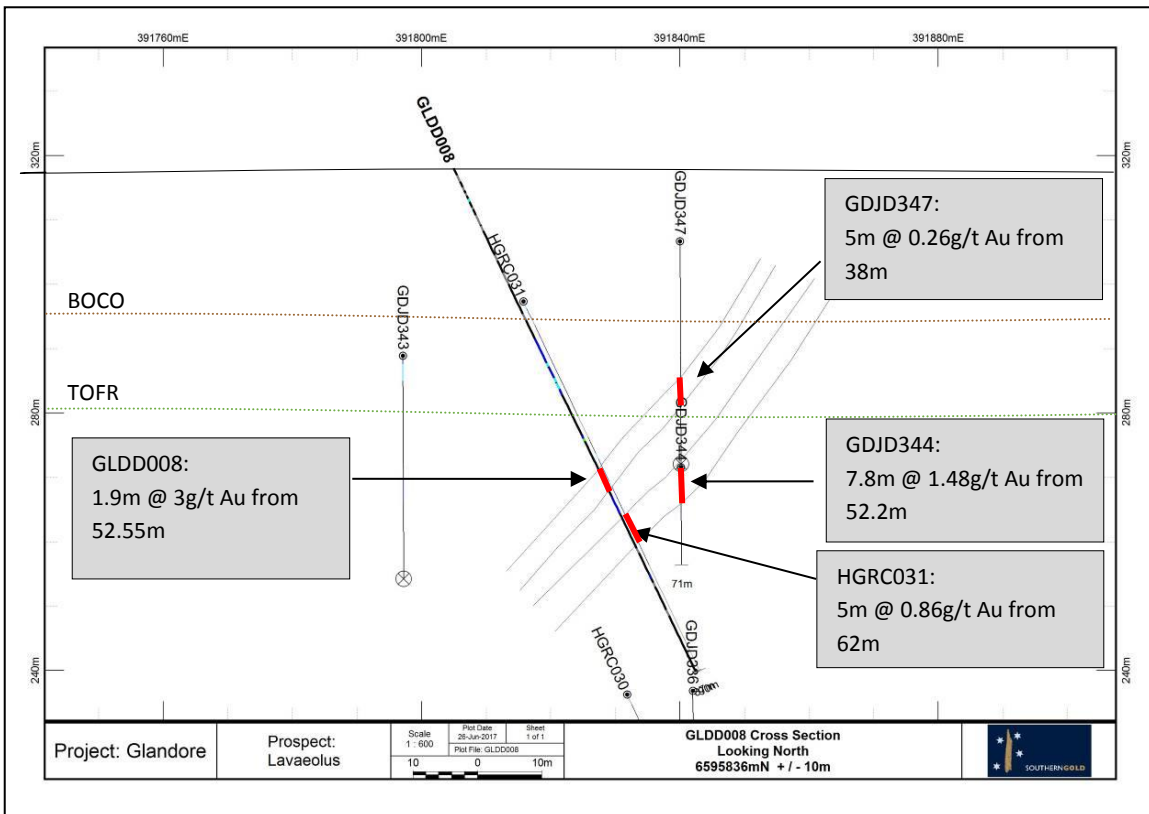 391760mE
391800mE
391840mE
391880mE
GLDD008
320m
320m
GDJD347
GDJD347:
5m @ 0.26g/t Au from
38m
HGRC031
BOCO
GDJD343
TOFR
280m
280m
GDJD344
GLDD008:
1.9m @ 3g/t Au from
52.55m
GDJD344:
7.8m @ 1.48g/t Au from
52.2m
71m
HGRC031:
5m @ 0.86g/t Au from
62m
HGRC030
GDJD336
240m
240m
Project: Glandore
Prospect:
Lavaeolus
Scale
1 : 600
Plot Date
26-Jun-2017
Sheet
1 of 1
Plot File: GLDD008
10 0 10m
GLDD008 Cross Section
Looking North
6595836mN + / - 10m
SOUTHERNGOLD